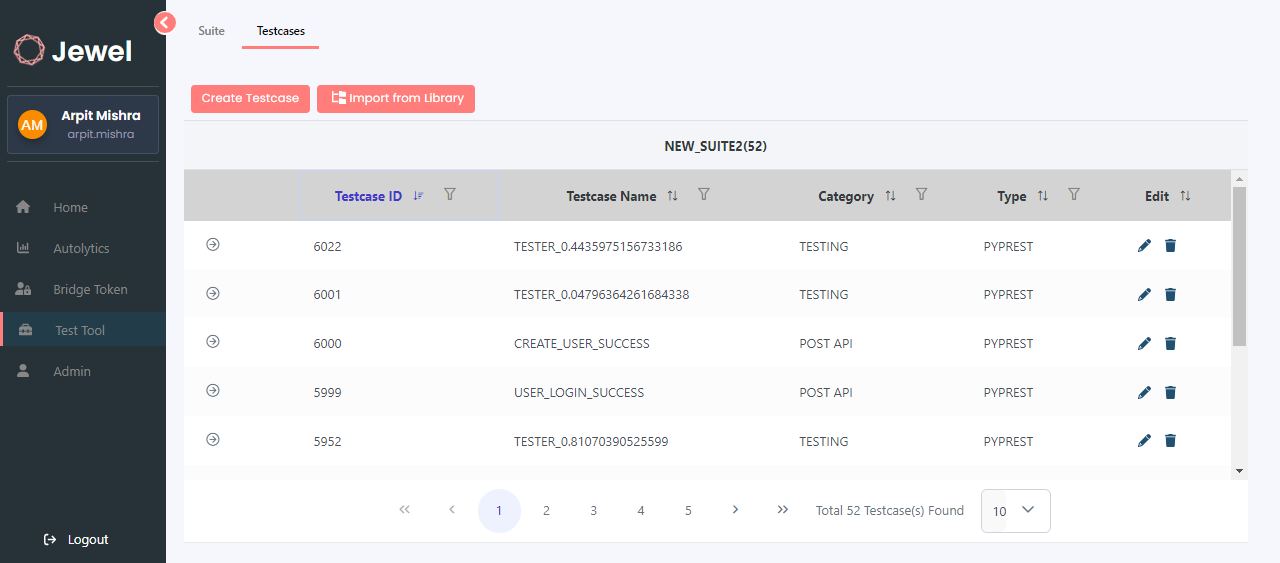 Jewel
AM
Arpit Mishra
arpit.mishra
Home
Autolytics
Bridge Token
Test Tool
Admin
Logout
Suite Testcases
Create Testcase Import from Library
NEW_SUITE2(52)
Testcase ID Testcase Name Category Type Edit
6022 TESTER_0.4435975156733186 TESTING PYPREST
6001 TESTER_0.04796364261684338 TESTING PYPREST
6000 CREATE_USER_SUCCESS POST API PYPREST
5999 USER_LOGIN_SUCCESS POST API PYPREST
5952 TESTER_0.81070390525599 TESTING PYPREST
<< < 1 2 3 4 5 > >> Total 52 Testcase(s) Found 10